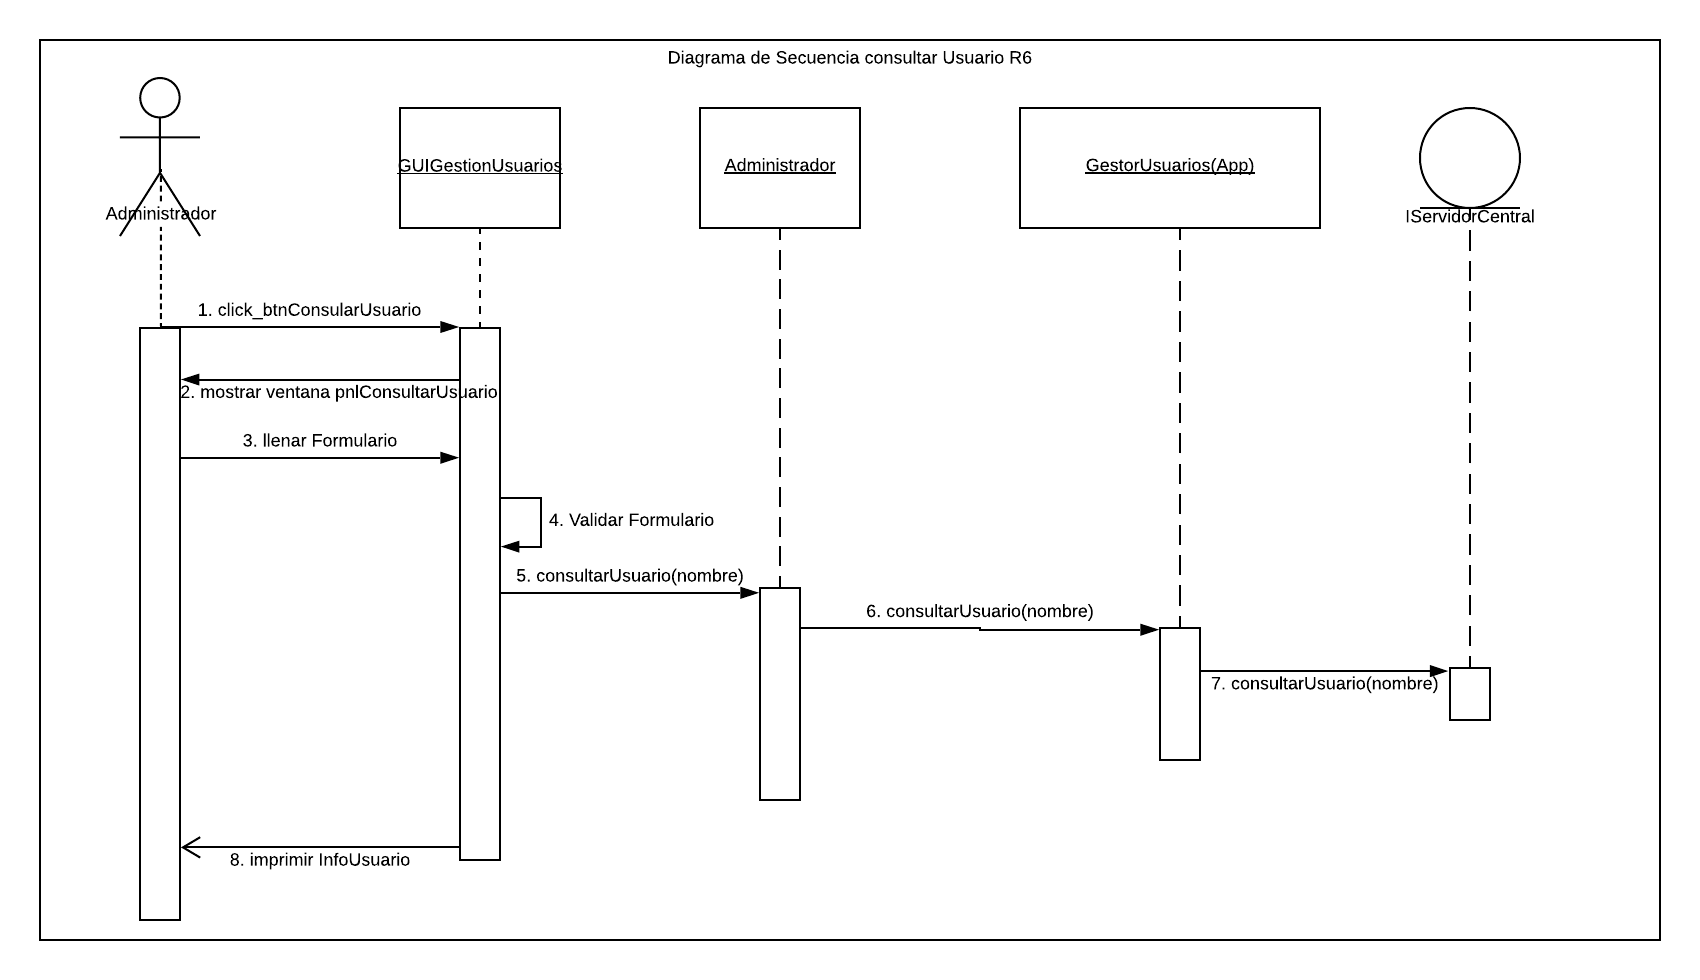 Diagrama de Secuencia consultar Usuario R6
Administrador
GUIGestionUsuarios
Administrador
GestorUsuarios(App)
IServidorCentral
1. click_btnConsularUsuario
2. mostrar ventana pnlConsultarUsuario
3. llenar Formulario
4. Validar Formulario
5. consultarUsuario(nombre)
6. consultarUsuario(nombre)
7. consultarUsuario(nombre)
8. imprimir InfoUsuario